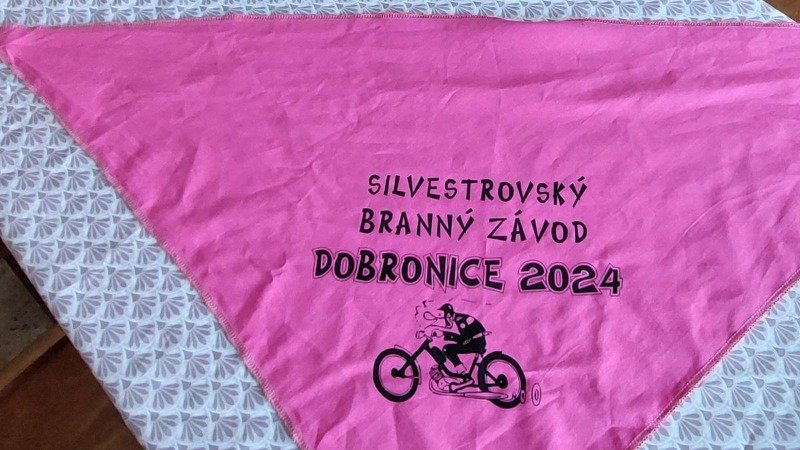 SILVESTROVSKÝ
BRANNÝ ZÁVOD
DOBRONICE 2024